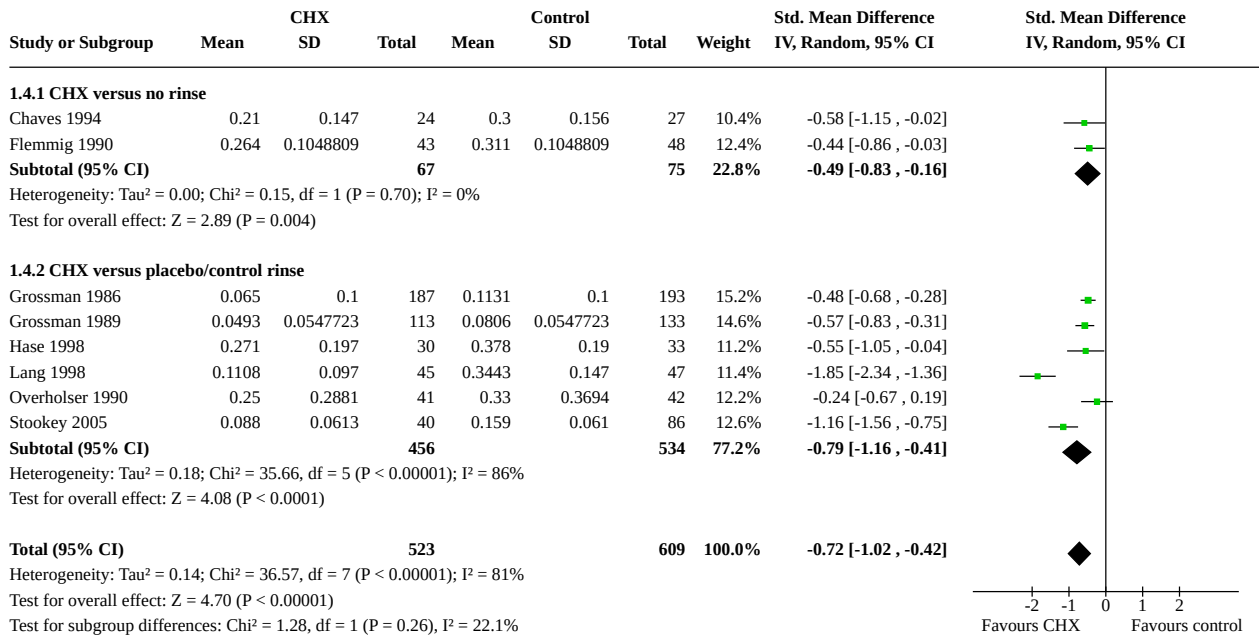 CHX Control Std. Mean Difference Std. Mean Difference
Study or Subgroup Mean SD Total Mean SD Total Weight IV, Random, 95% CI IV, Random, 95% CI
1.4.1 CHX versus no rinse
Chaves 1994 0.21 0.147 24 0.3 0.156 27 10.4% -0.58 [-1.15 , -0.02]
Flemmig 1990 0.264 0.1048809 43 0.311 0.1048809 48 12.4% -0.44 [-0.86 , -0.03]
Subtotal (95% CI) 67 75 22.8% -0.49 [-0.83 , -0.16]
Heterogeneity: Tau² = 0.00; Chi² = 0.15, df = 1 (P = 0.70); I² = 0%
Test for overall effect: Z = 2.89 (P = 0.004)
1.4.2 CHX versus placebo/control rinse
Grossman 1986 0.065 0.1 187 0.1131 0.1 193 15.2% -0.48 [-0.68 , -0.28]
Grossman 1989 0.0493 0.0547723 113 0.0806 0.0547723 133 14.6% -0.57 [-0.83 , -0.31]
Hase 1998 0.271 0.197 30 0.378 0.19 33 11.2% -0.55 [-1.05 , -0.04]
Lang 1998 0.1108 0.097 45 0.3443 0.147 47 11.4% -1.85 [-2.34 , -1.36]
Overholser 1990 0.25 0.2881 41 0.33 0.3694 42 12.2% -0.24 [-0.67 , 0.19]
Stookey 2005 0.088 0.0613 40 0.159 0.061 86 12.6% -1.16 [-1.56 , -0.75]
Subtotal (95% CI) 456 534 77.2% -0.79 [-1.16 , -0.41]
Heterogeneity: Tau² = 0.18; Chi² = 35.66, df = 5 (P < 0.00001); I² = 86%
Test for overall effect: Z = 4.08 (P < 0.0001)
Total (95% CI) 523 609 100.0% -0.72 [-1.02 , -0.42]
Heterogeneity: Tau² = 0.14; Chi² = 36.57, df = 7 (P < 0.00001); I² = 81%
Test for overall effect: Z = 4.70 (P < 0.00001)
-2 -1 0 1 2
Test for subgroup differences: Chi² = 1.28, df = 1 (P = 0.26), I² = 22.1%
Favours CHX Favours control